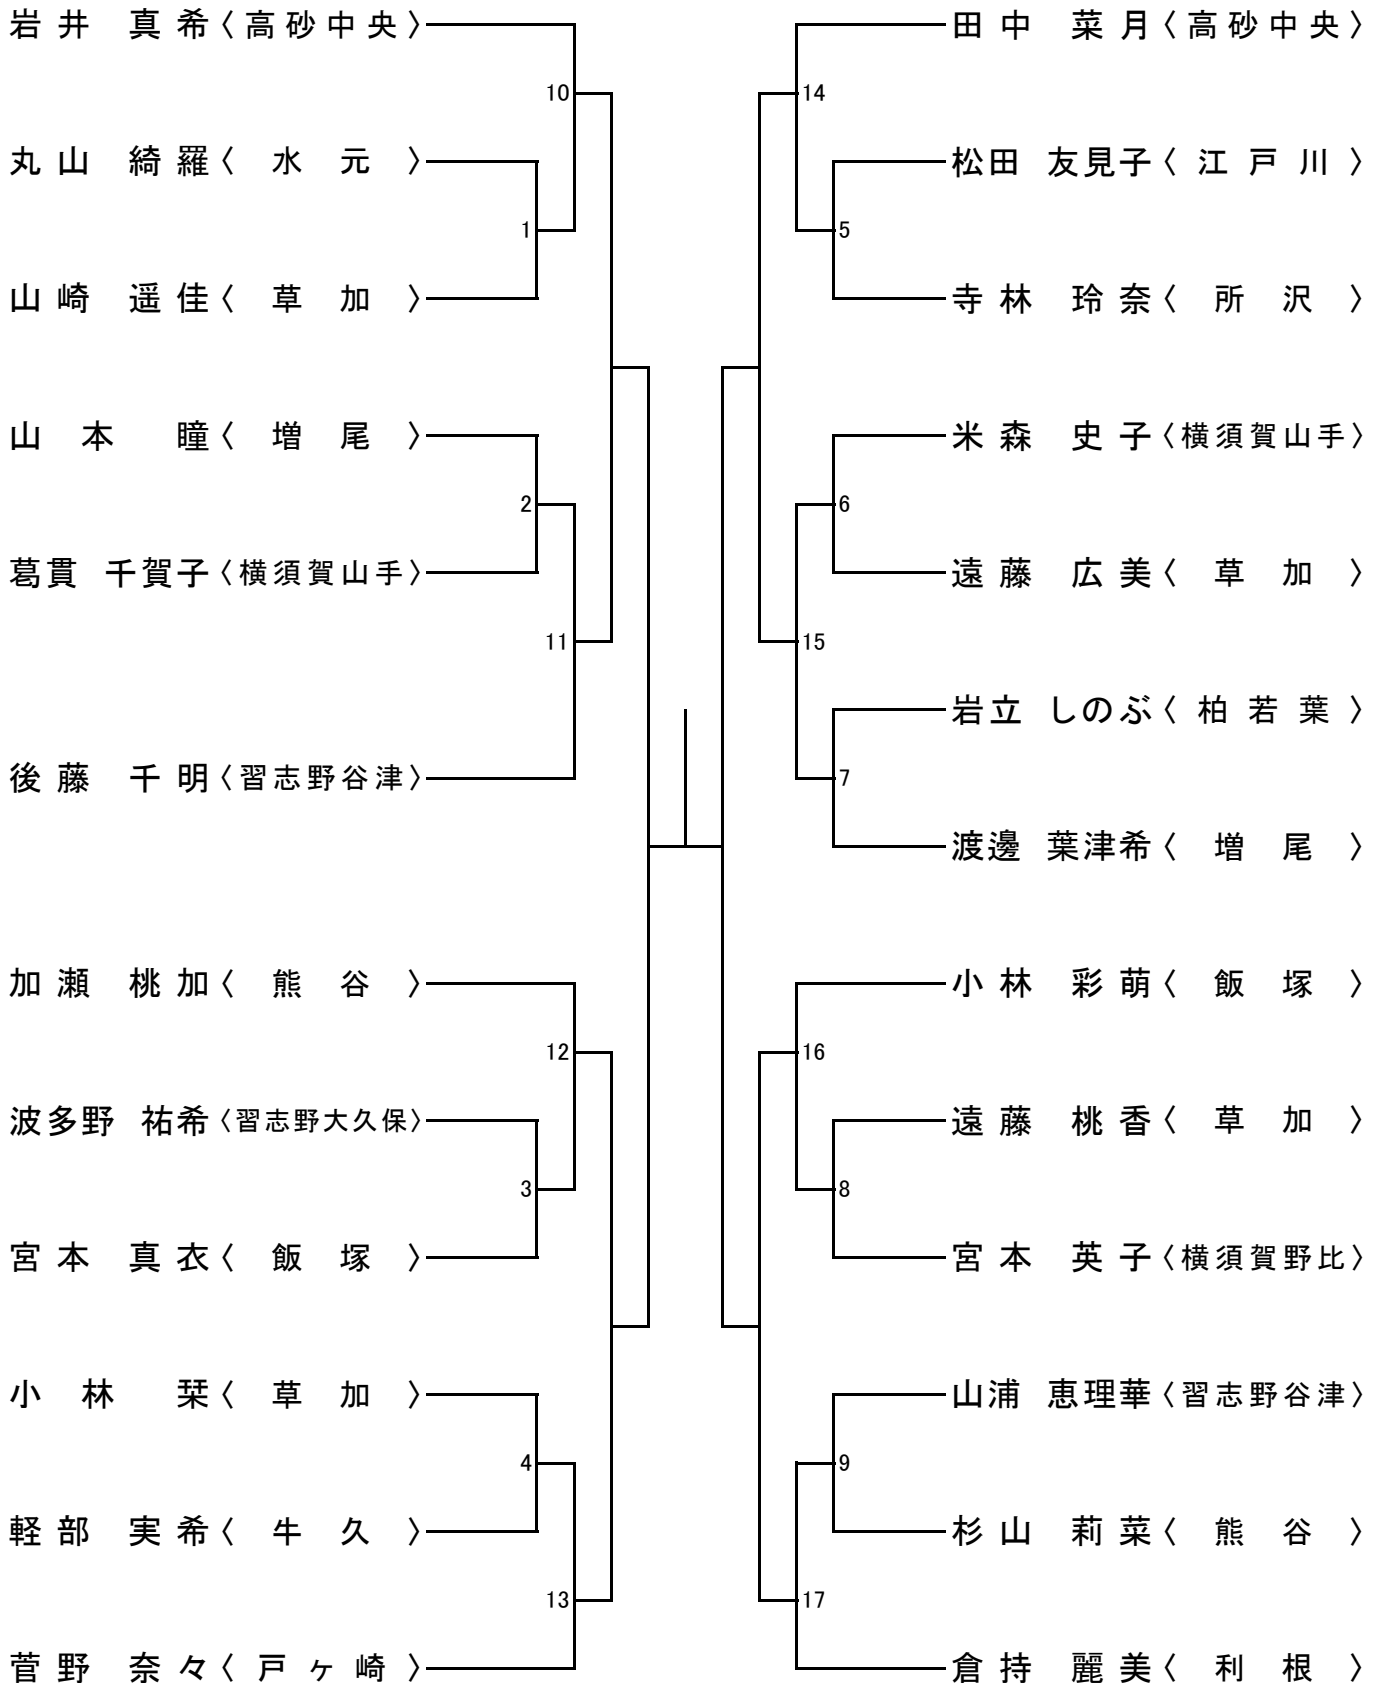 岩井 真希〈高砂中央〉
10
丸山 綺羅〈水元〉
1
山崎 遥佳〈草加〉
山本 瞳〈増尾〉
2
葛貫 千賀子〈横須賀山手〉
11
後藤 千明〈習志野谷津〉
加瀬 桃加〈熊谷〉
12
波多野 祐希〈習志野大久保〉
3
宮本 真衣〈飯塚〉
小林 栞〈草加〉
4
軽部 実希〈牛久〉
13
菅野 奈々〈戸ヶ崎〉
田中 菜月〈高砂中央〉
14
松田 友見子〈江戸川〉
5
寺林 玲奈〈所沢〉
米森 史子〈横須賀山手〉
6
遠藤 広美〈草加〉
15
岩立 しのぶ〈柏若葉〉
7
渡邊 葉津希〈増尾〉
小林 彩萌〈飯塚〉
16
遠藤 桃香〈草加〉
8
宮本 英子〈横須賀野比〉
山浦 恵理華〈習志野谷津〉
9
杉山 莉菜〈熊谷〉
17
倉持 麗美〈利根〉